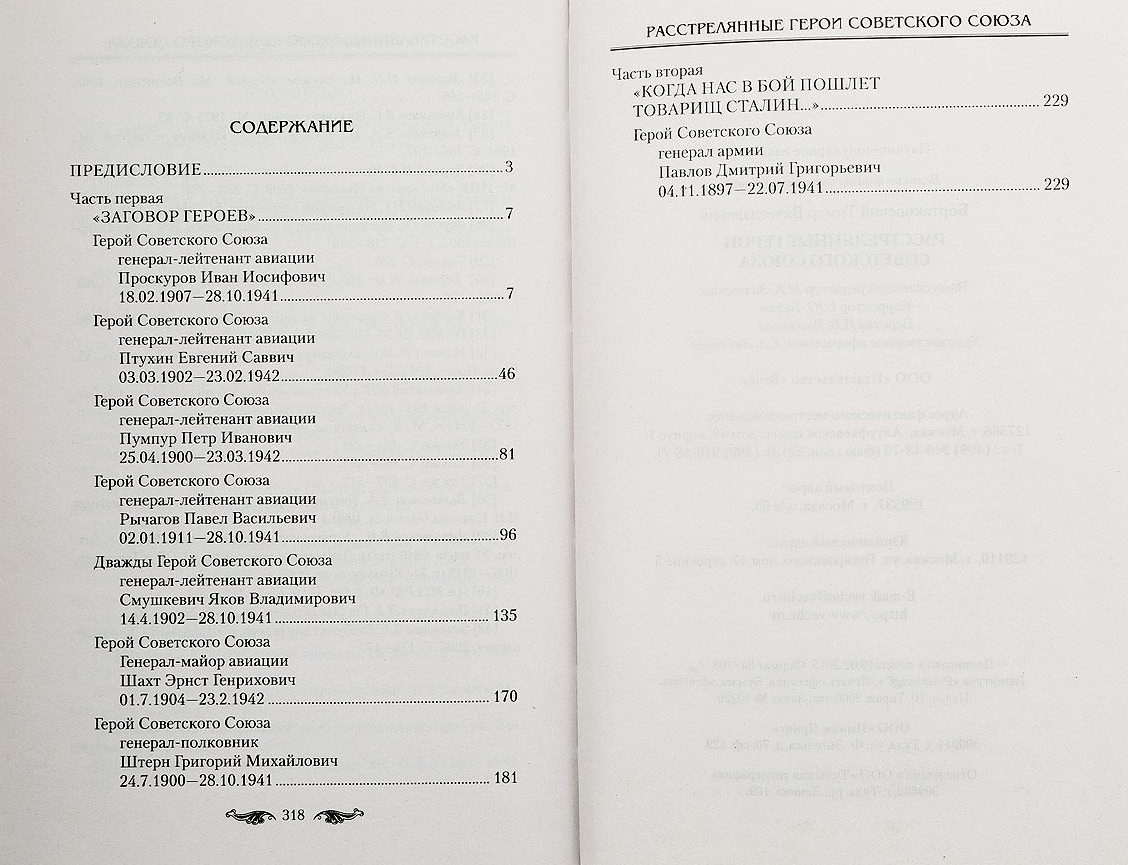 СОДЕРЖАНИЕ
ПРЕДИСЛОВИЕ 3
Часть первая
«ЗАГОВОР ГЕРОЕВ» 7
Герой Советского Союза
генерал-лейтенант авиации
Проскуров Иван Иосифович
18.02.1907—28.10.1941 7
Герой Советского Союза
генерал-лейтенант авиации
Птухин Евгений Саввич
03.03.1902—23.02.1942 46
Герой Советского Союза
генерал-лейтенант авиации
Пумпур Петр Иванович
25.04.1900—23.03.1942 81
Герой Советского Союза
генерал-лейтенант авиации
Рычагов Павел Васильевич
02.01.1911—28.10.1941 96
Дважды Герой Советского Союза
генерал-лейтенант авиации
Смушкевич Яков Владимирович
14.4.1902—28.10.1941 135
Герой Советского Союза
Генерал-майор авиации
Шахт Эрнст Генрихович
01.7.1904—23.2.1942 170
Герой Советского Союза
генерал-полковник
Штерн Григорий Михайлович
24.7.1900—28.10.1941 181
318
РАССТРЕЛЯННЫЕ ГЕРОИ СОВЕТСКОГО СОЮЗА
Часть вторая
«КОГДА НАС В БОЙ ПОШЛЕТ
ТОВАРИЩ СТАЛИН...» 229
Герой Советского Союза
генерал армии
Павлов Дмитрий Григорьевич
04.11.1897—22.07.1941 229